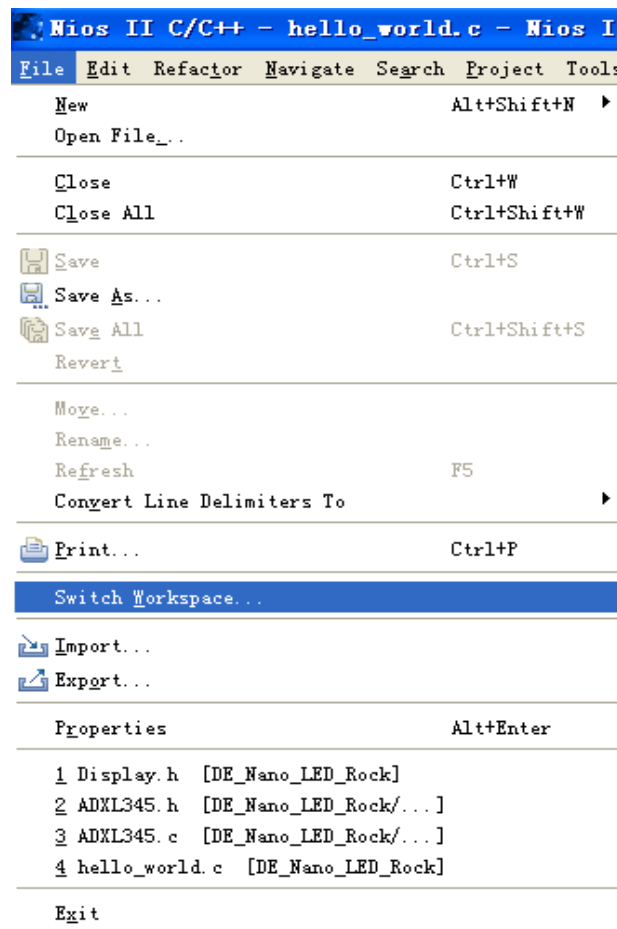 Nios II C/C++ - hello_world.c - Nios I
File Edit Refactor Navigate Search Project Tools
New Alt+Shift+N
Open File...
Close Ctrl+W
Close All Ctrl+Shift+W
Save Ctrl+S
Save As...
Save All Ctrl+Shift+S
Revert
Move...
Rename...
Refresh F5
Convert Line Delimiters To
Print... Ctrl+P
Switch Workspace...
Import...
Export...
Properties Alt+Enter
1 Display.h [DE_Nano_LED_Rock]
2 ADXL345.h [DE_Nano_LED_Rock/...]
3 ADXL345.c [DE_Nano_LED_Rock/...]
4 hello_world.c [DE_Nano_LED_Rock]
Exit